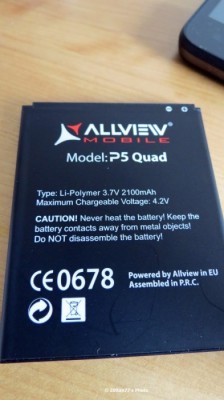 ALLVIEW
MOBILE
Model: P5 Quad
Type: Li-Polymer 3.7V 2100mAh
Maximum Chargeable Voltage: 4.2V
CAUTION! Never heat the battery! Keep the
battery contacts away from metal objects!
Do NOT disassemble the battery!
CE0678
Powered by Allview in EU
Assembled in P.R.C.